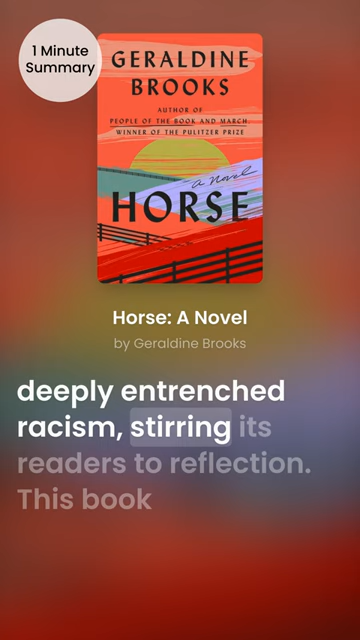 1 Minute
Summary
GERALDINE
BROOKS
AUTHOR OF
PEOPLE OF THE BOOK AND MARCH
WINNER OF THE PULITZER PRIZE
a Novel
HORSE
Horse: A Novel
by Geraldine Brooks
deeply entrenched
racism, stirring its
readers to reflection.
This book